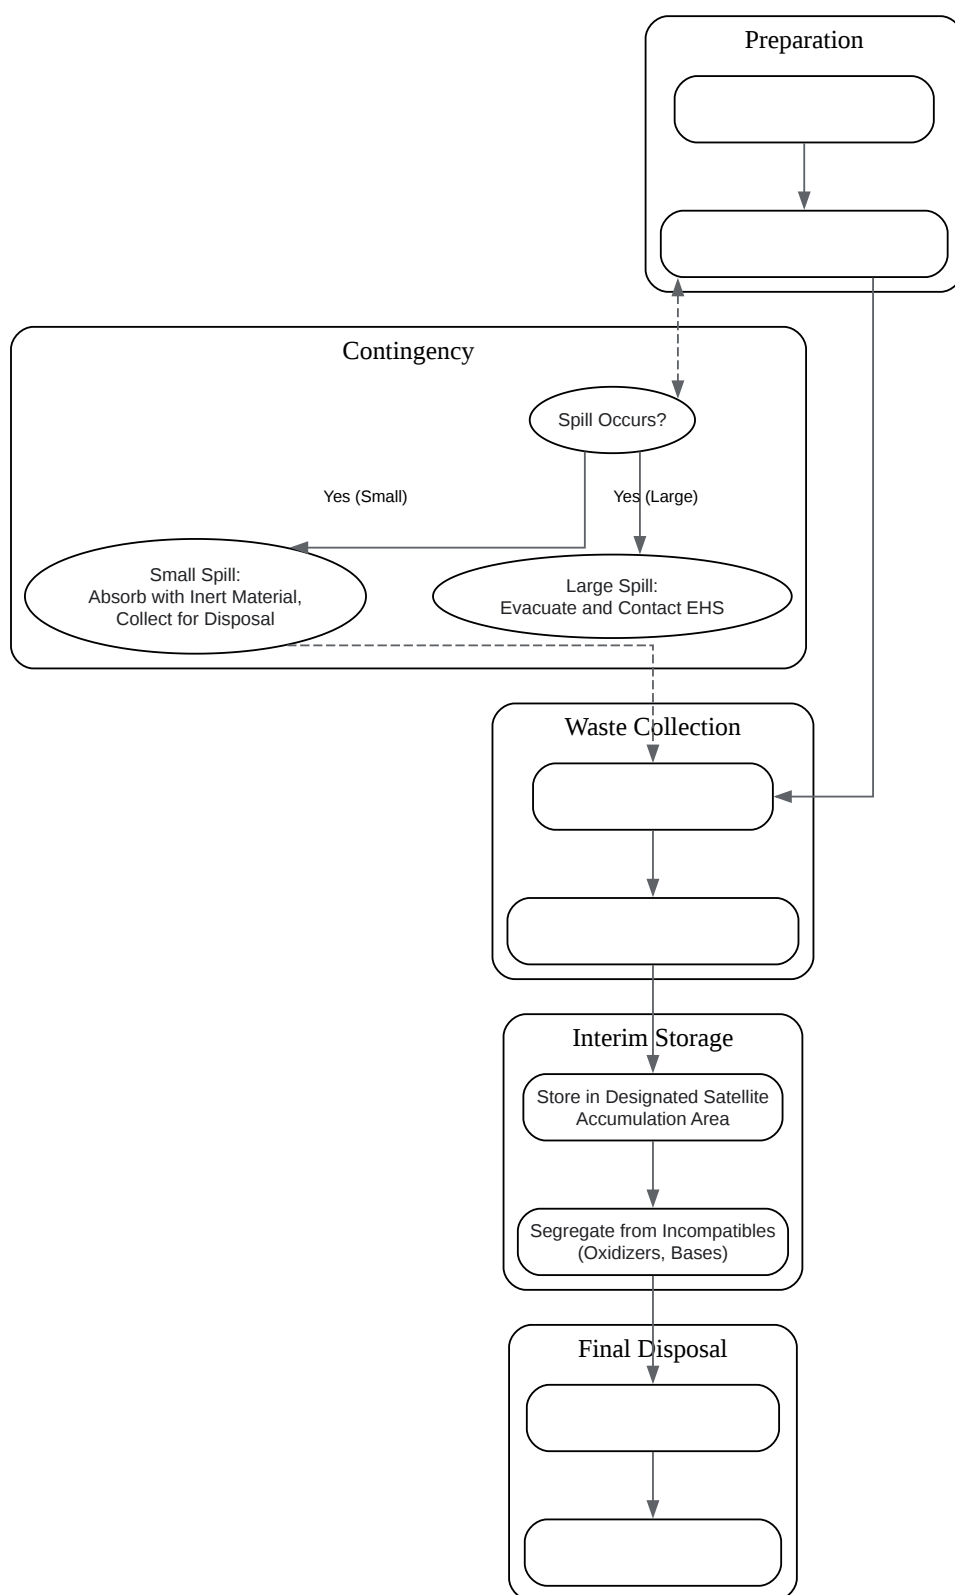 Preparation
Contingency
Spill Occurs?
Yes (Small)
Yes (Large)
Small Spill:
Absorb with Inert Material,
Collect for Disposal
Large Spill:
Evacuate and Contact EHS
Waste Collection
Interim Storage
Store in Designated Satellite
Accumulation Area
Segregate from Incompatibles
(Oxidizers, Bases)
Final Disposal